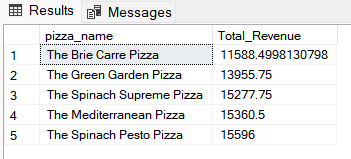 Results Messages
pizza_name Total_Revenue
1 The Brie Carre Pizza 11588.4998130798
2 The Green Garden Pizza 13955.75
3 The Spinach Supreme Pizza 15277.75
4 The Mediterranean Pizza 15360.5
5 The Spinach Pesto Pizza 15596